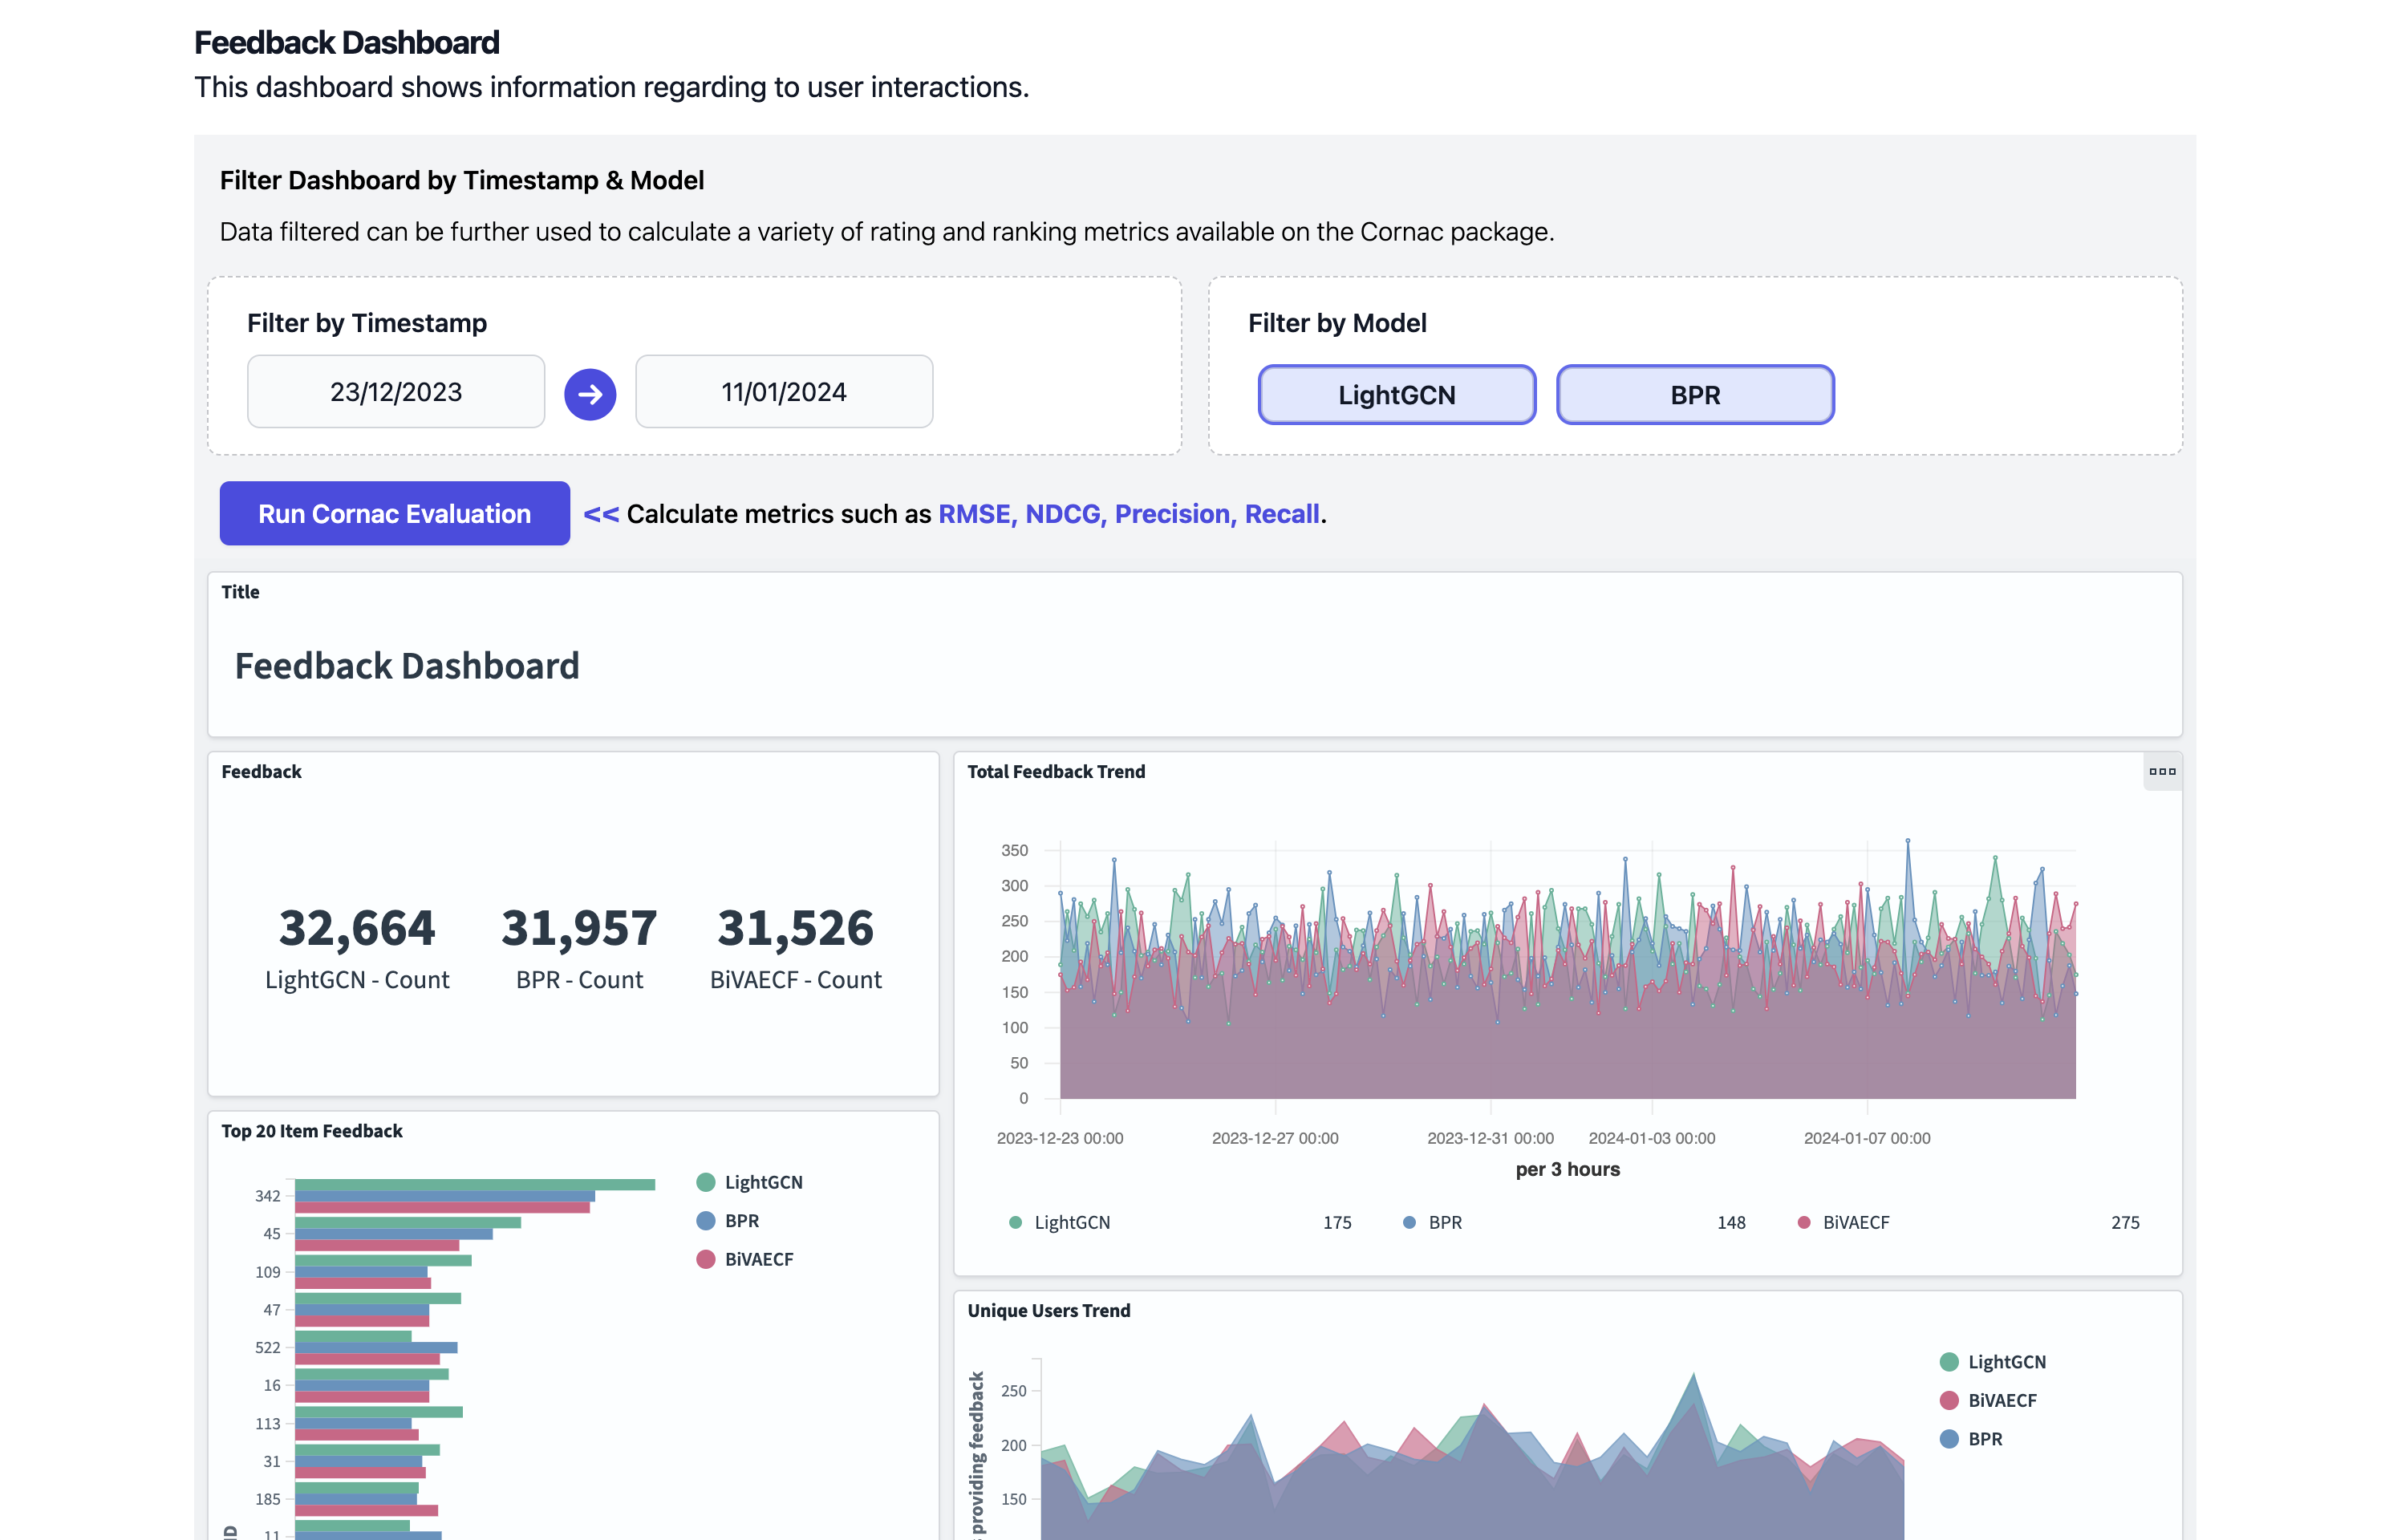 Feedback Dashboard
This dashboard shows information regarding to user interactions.
Filter Dashboard by Timestamp & Model
Data filtered can be further used to calculate a variety of rating and ranking metrics available on the Cornac package.
Filter by Timestamp
23/12/2023
11/01/2024
Filter by Model
LightGCN
BPR
Run Cornac Evaluation
<< Calculate metrics such as RMSE, NDCG, Precision, Recall.
Title
Feedback Dashboard
Feedback
32,664
LightGCN - Count
31,957
BPR - Count
31,526
BiVAECF - Count
Total Feedback Trend
350
300
250
200
150
100
50
0
2023-12-23 00:00
2023-12-27 00:00
2023-12-31 00:00
2024-01-03 00:00
2024-01-07 00:00
per 3 hours
LightGCN 175
BPR 148
BiVAECF 275
Top 20 Item Feedback
342
45
109
47
522
16
113
31
185
11
ID
LightGCN
BPR
BiVAECF
Unique Users Trend
providing feedback
250
200
150
LightGCN
BiVAECF
BPR